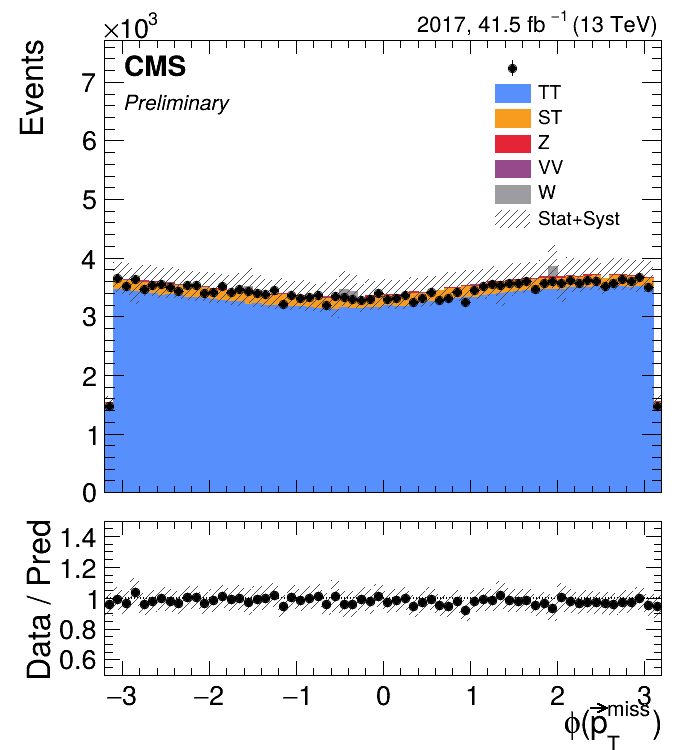 ×10³
2017, 41.5 fb⁻¹ (13 TeV)
Events
CMS
Preliminary
TT
ST
Z
VV
W
Stat+Syst
7
6
5
4
3
2
1
0
Data / Pred
1.4
1.2
1
0.8
0.6
−3 −2 −1 0 1 2 3
ϕ(p⃗_T^miss)